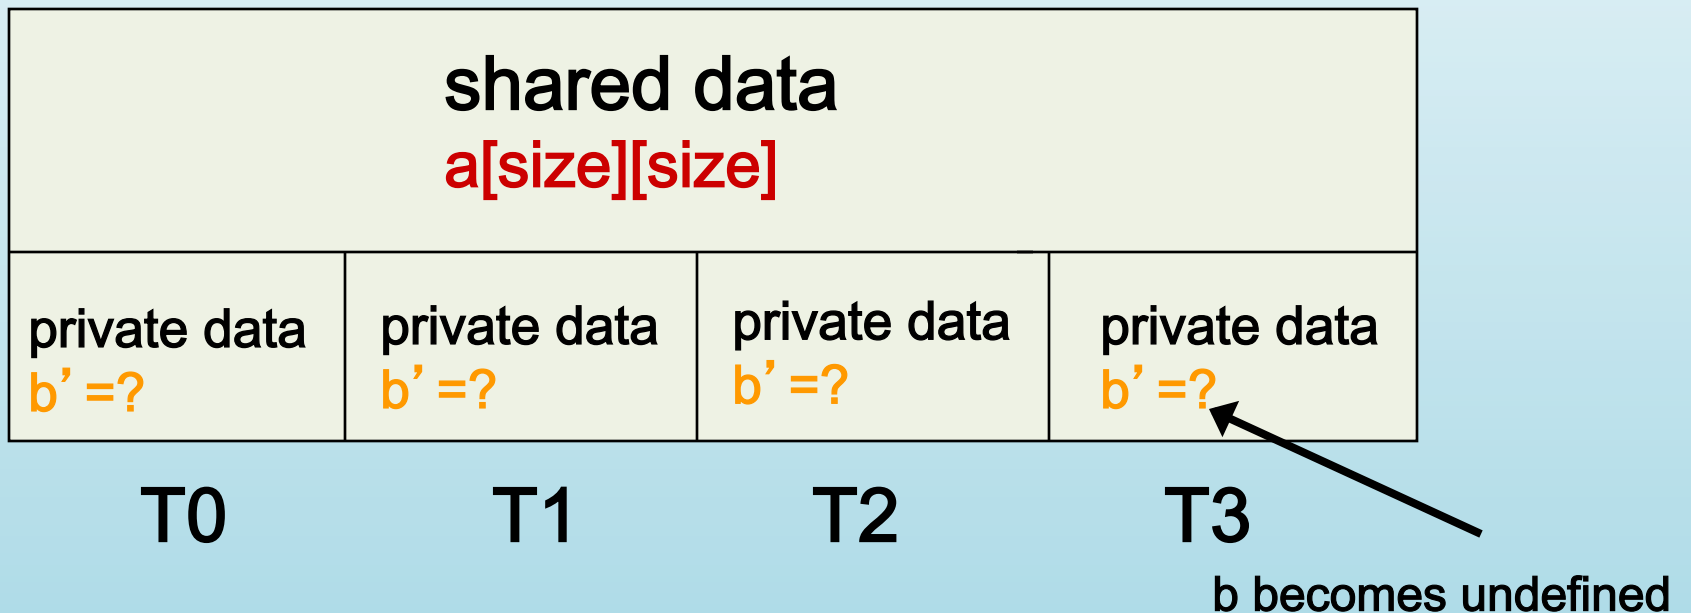 shared data
a[size][size]
private data private data private data private data
b’ =? b’ =? b’ =? b’ =?
T0 T1 T2 T3
b becomes undefined